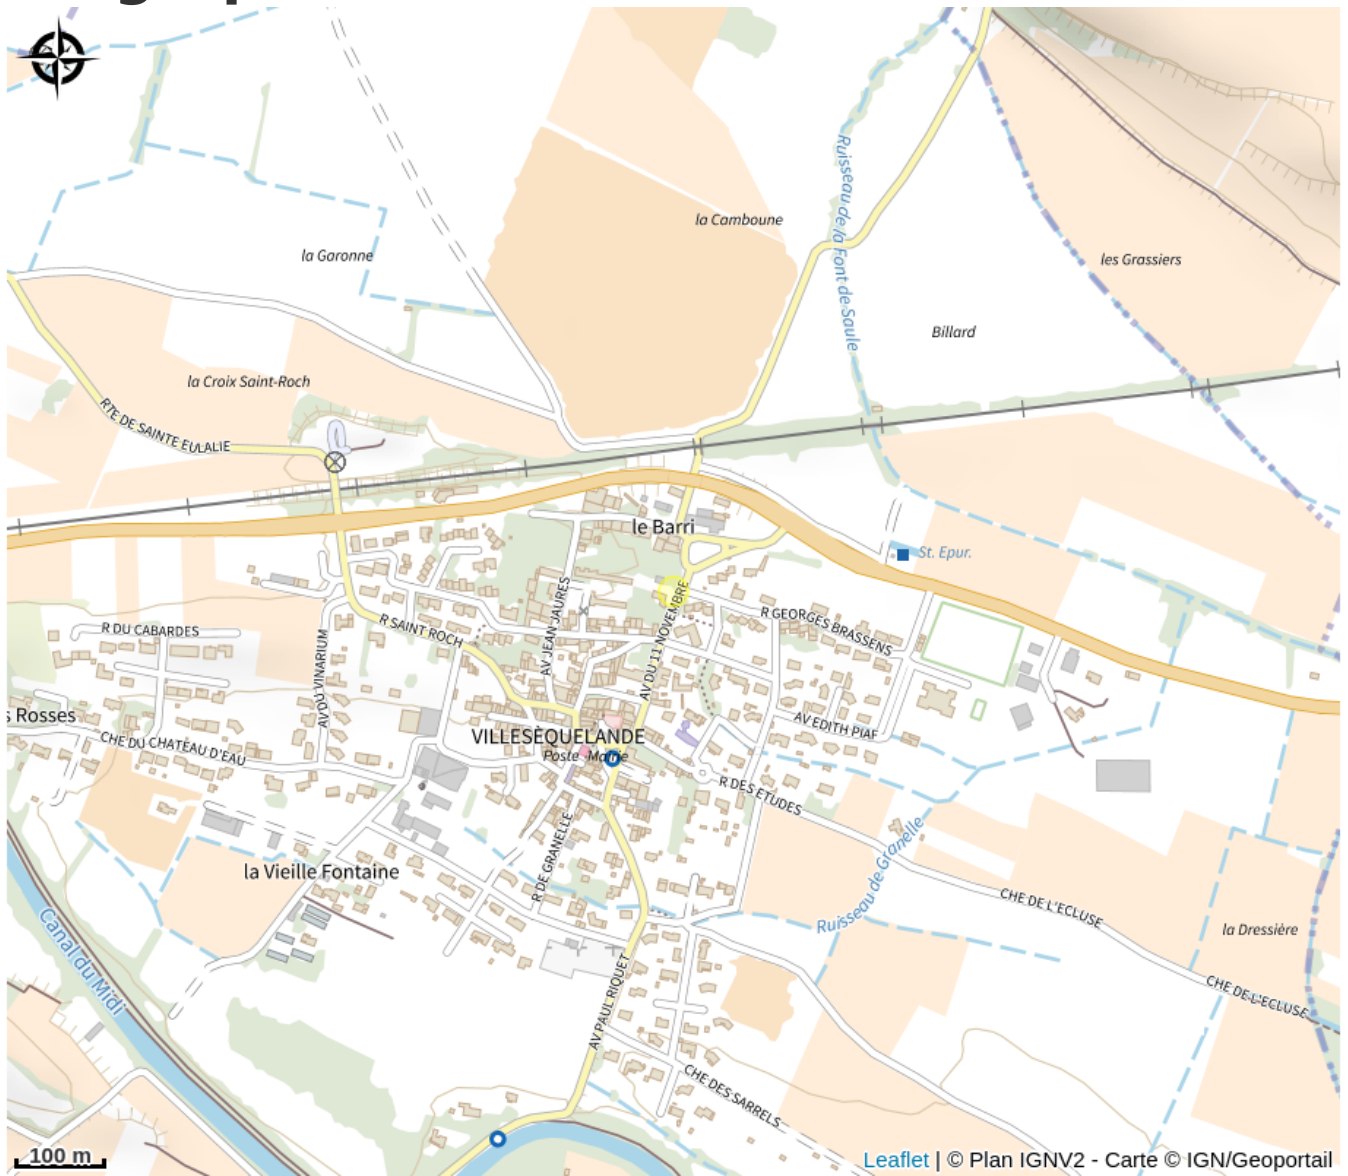 Ruisseau de la Font de Saule
la Camboune
la Garonne
les Grassiers
Billard
la Croix Saint-Roch
RTE DE SAINTE EULALIE
le Barri
St. Epur.
AV JEAN JAURES
AV DU 11 NOVEMBRE
R GEORGES BRASSENS
R SAINT ROCH
R DU CABARDES
AV DU VINARIUM
s Rosses
CHE DU CHATEAU D'EAU
VILLESEQUELANDE
Poste Mairie
AV EDITH PIAF
R DES ETUDES
R DE GRANELLE
la Vieille Fontaine
Ruisseau de Granelle
CHE DE L'ECLUSE
la Dressière
Canal du Midi
CHE DE L'ECLUSE
AV PAUL RIQUET
CHE DES SARRELS
100 m
Leaflet | © Plan IGNV2 - Carte © IGN/Geoportail